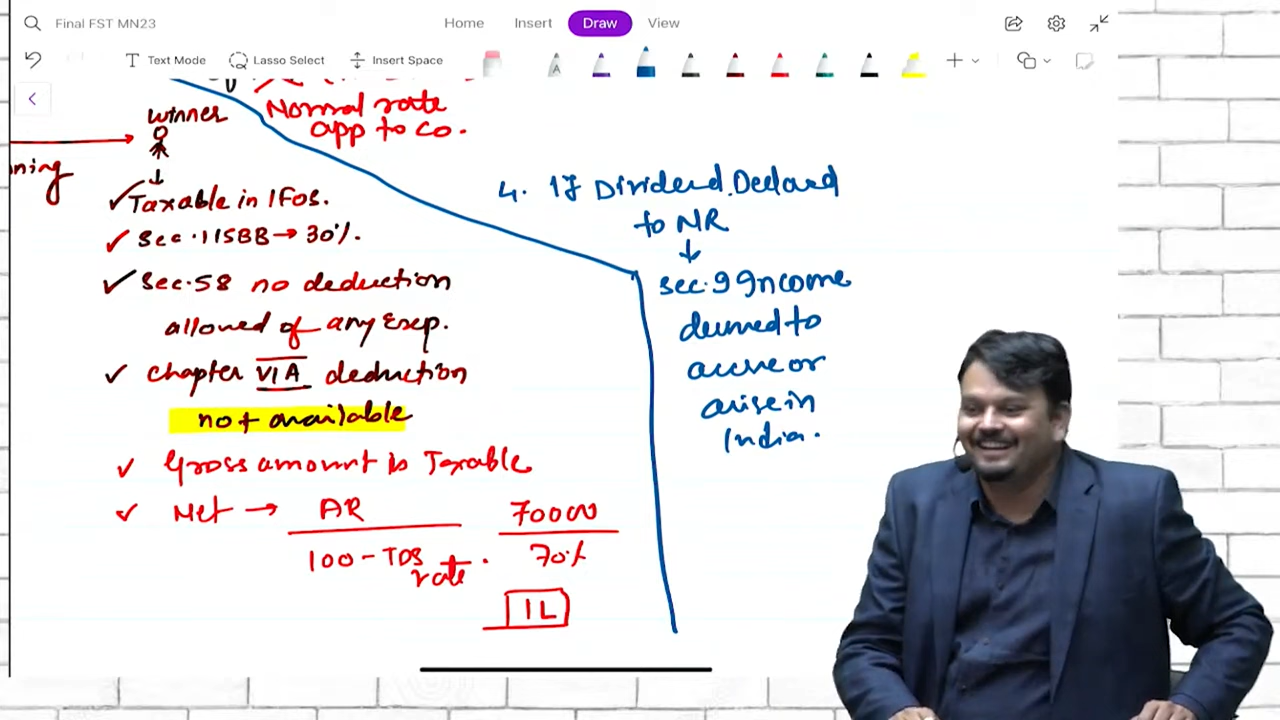 Final FST MN23
Home Insert Draw View
T Text Mode Lasso Select Insert Space
A
Normal rate
app to co.
winner
ning
Taxable in IFOS.
Sec.115BB → 30%.
Sec.58 no deduction
allowed of any Exep.
chapter VIA deduction
not available
Gross amount is Taxable
Net → AR
100 - TDS rate.
70000
70%
1L
4. If Dividend Declard
to NR
↓
sec.9 Income
deemed to
accrue or
arise in
India.